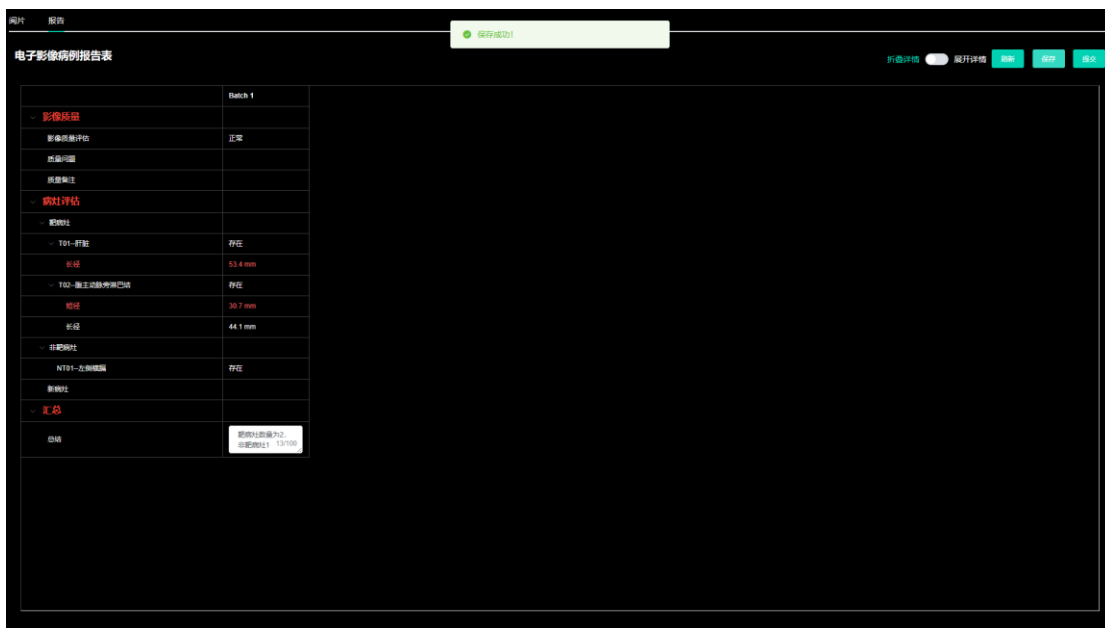 阅片 报告
保存成功！
电子影像病例报告表
折叠详情 展开详情 刷新 保存 提交
Batch 1
影像质量
影像质量评估 正常
质量问题
质量备注
病灶评估
靶病灶
T01--肝脏 存在
长径 53.4 mm
T02--腹主动脉旁淋巴结 存在
短径 30.7 mm
长径 44.1 mm
非靶病灶
NT01--左侧横膈 存在
新病灶
汇总
总结
靶病灶数量为2,
非靶病灶1 13/100